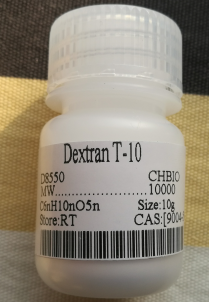 Dextran T-10
D8550 CHBIO
MW......................10000
C6nH10nO5n Size:10g
Store:RT CAS:[9004-